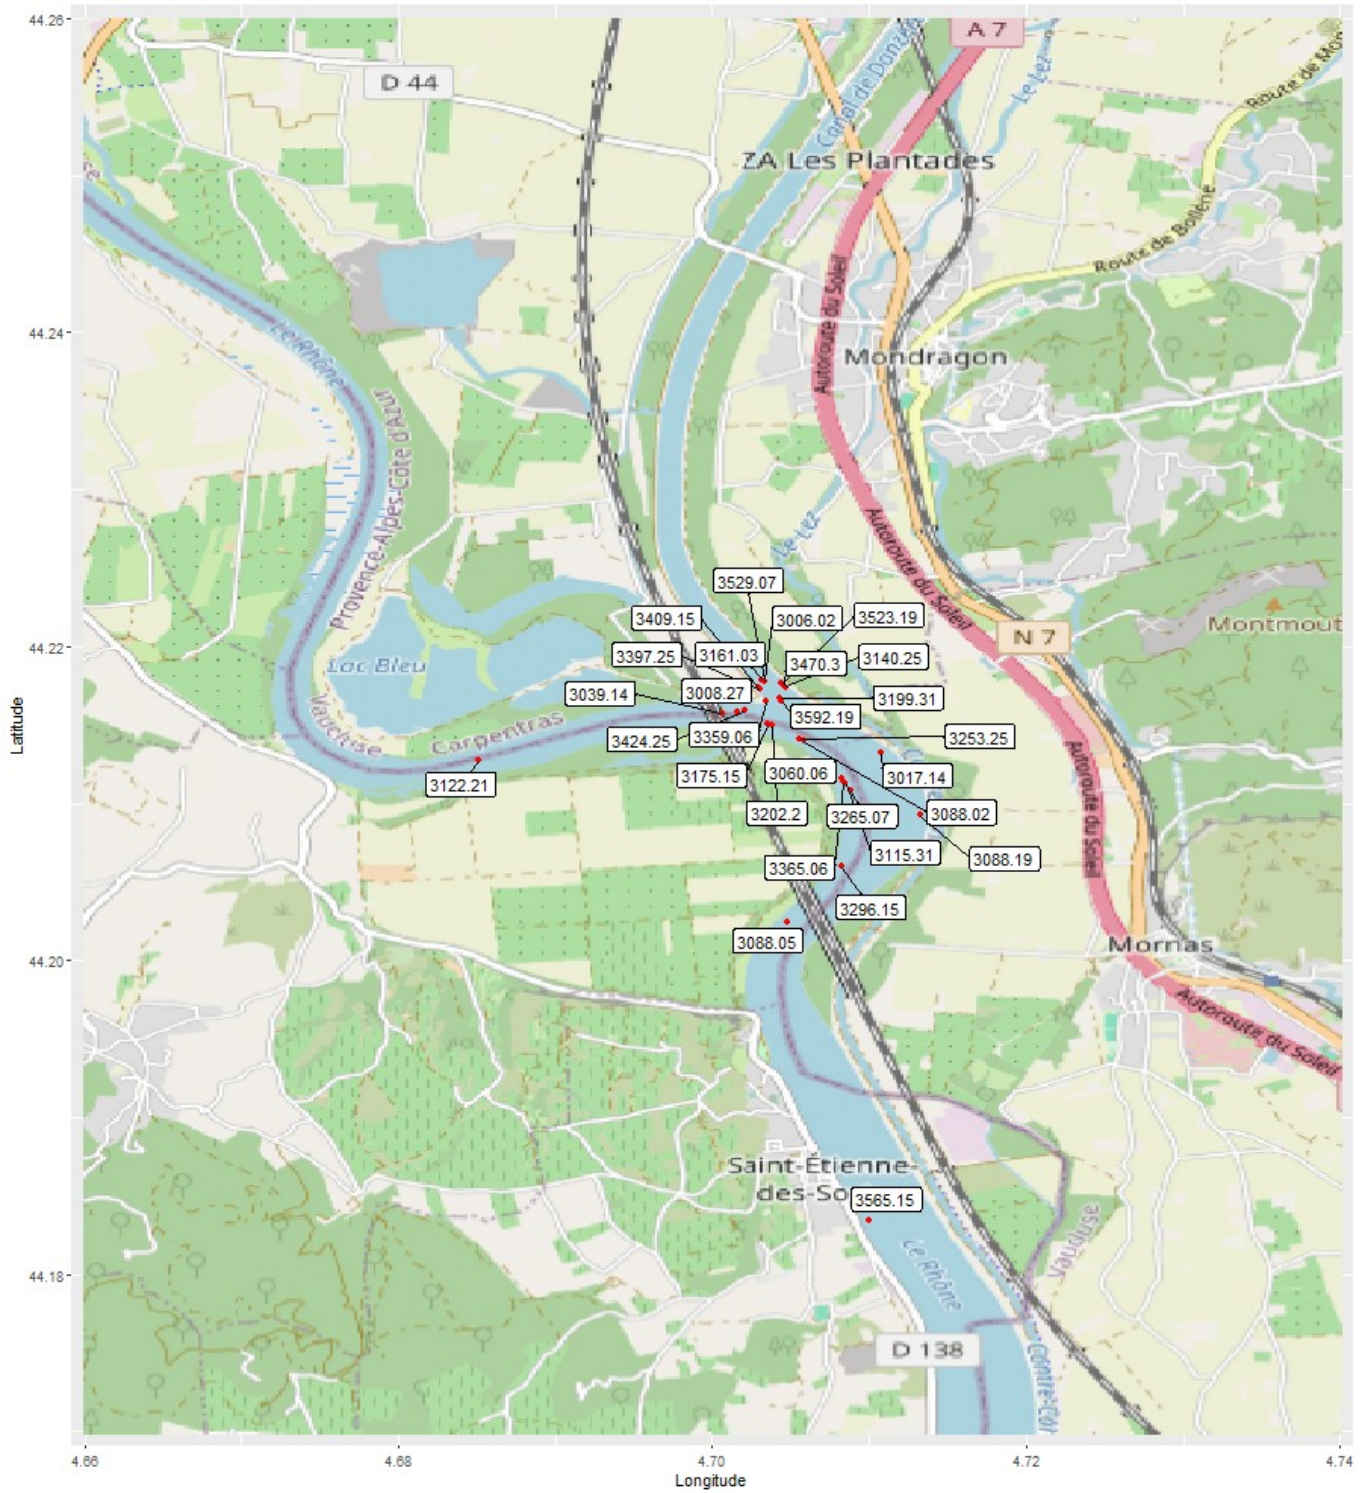 44.26
A 7
D 44
Canal de Donzère
Le Lez
Route de Mon
ZA Les Plantades
Route de Bollène
Autoroute du Soleil
44.24
Le Rhône
Mondragon
Provence-Alpes-Côte d'Azur
Le Lez
Autoroute du Soleil
3529.07
3409.15
3006.02
3523.19
N 7
Montmout
44.22
3397.25
3161.03
3470.3
3140.25
Lac Bleu
3039.14
3008.27
3199.31
Vaucluse
Carpentras
3592.19
3424.25
3359.06
3253.25
3122.21
3175.15
3060.06
3017.14
Autoroute du Soleil
3202.2
3265.07
3088.02
3365.06
3115.31
3088.19
3296.15
3088.05
Mornas
44.20
Autoroute du Soleil
Saint-Étienne-
des-So
3565.15
Vaucluse
Le Rhône
44.18
D 138
Contre-Can
4.66
4.68
4.70
4.72
4.74
Longitude
Latitude